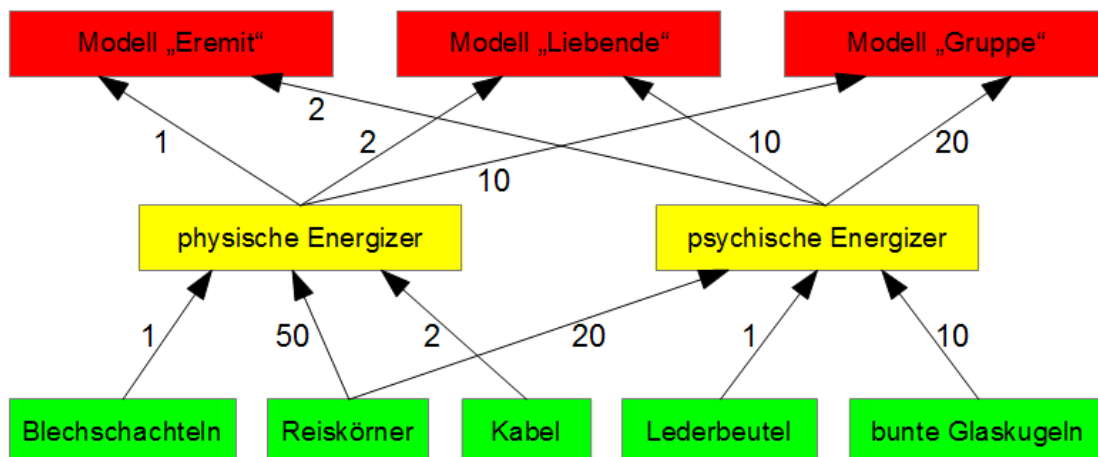 Modell „Eremit“
Modell „Liebende“
Modell „Gruppe“
2
1
2
10
10
20
physische Energizer
psychische Energizer
1
50
2
20
1
10
Blechschachteln
Reiskörner
Kabel
Lederbeutel
bunte Glaskugeln